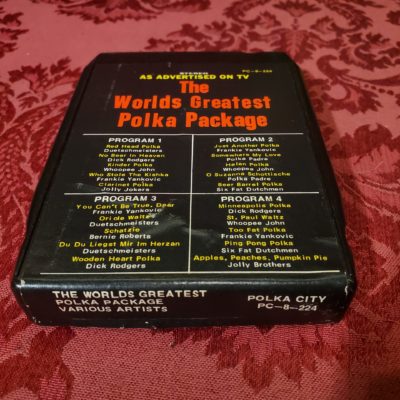 STEREO
PC-8-224
AS ADVERTISED ON TV
The
Worlds Greatest
Polka Package
PROGRAM 1
Red Head Polka
Duetschmeisters
No Beer In Heaven
Dick Rodgers
Kinder Polka
Whoopee John
Who Stole The Kishka
Frankie Yankovic
Clarinet Polka
Jolly Jokers
PROGRAM 2
Just Another Polka
Frankie Yankovic
Somewhere My Love
Polka Padre
Helen Polka
Whoopee John
O Suzanna Schottische
Polka Padre
Beer Barrel Polka
Six Fat Dutchmen
PROGRAM 3
You Can't Be True, Dear
Frankie Yankovic
Oriole Waltz
Duetschmeisters
Schatzie
Bernie Roberts
Du Du Liegst Mir Im Herzen
Duetschmeisters
Wooden Heart Polka
Dick Rodgers
PROGRAM 4
Minneapolis Polka
Dick Rodgers
St. Paul Waltz
Whoopee John
Too Fat Polka
Frankie Yankovic
Ping Pong Polka
Six Fat Dutchmen
Apples, Peaches, Pumpkin Pie
Jolly Brothers
THE WORLDS GREATEST
POLKA PACKAGE
VARIOUS ARTISTS
POLKA CITY
PC-8-224